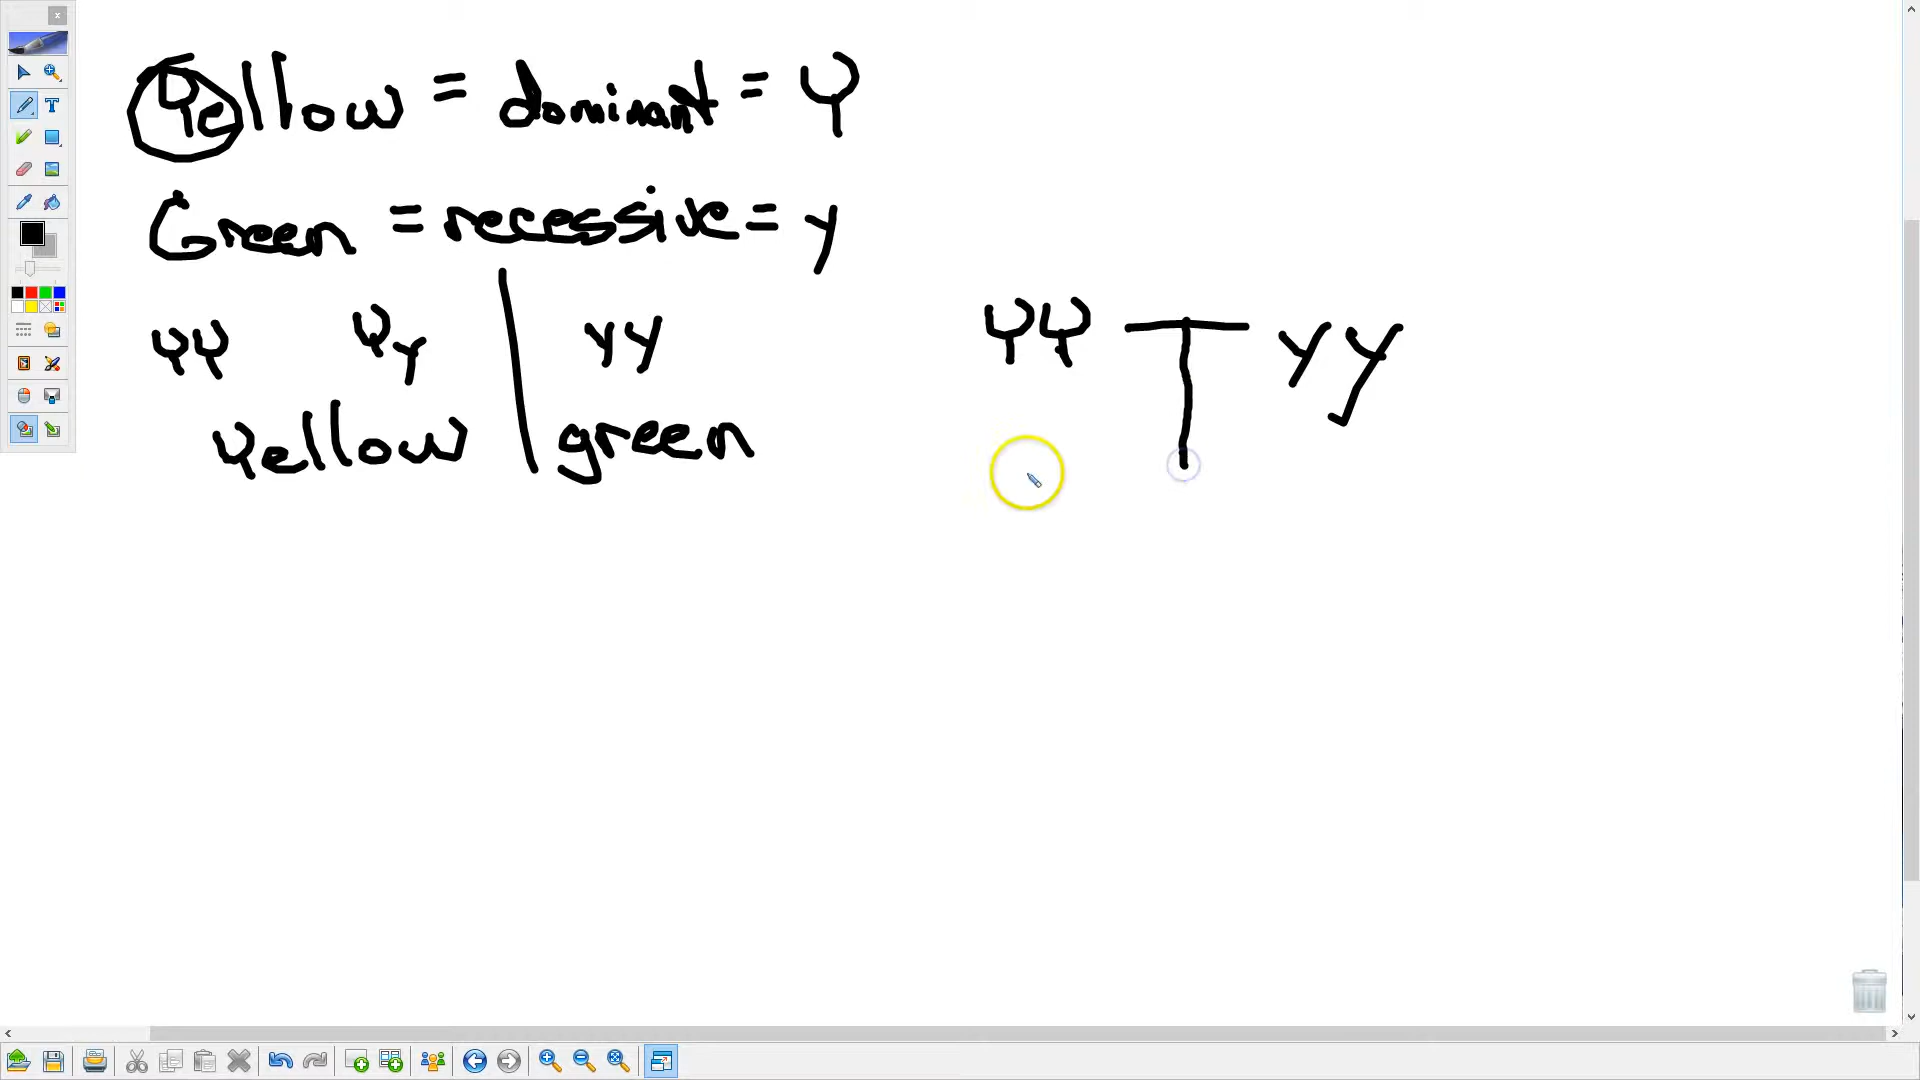 Yellow = dominant = Y
Green = recessive = y
YY Yy yy
Yellow green
YY yy